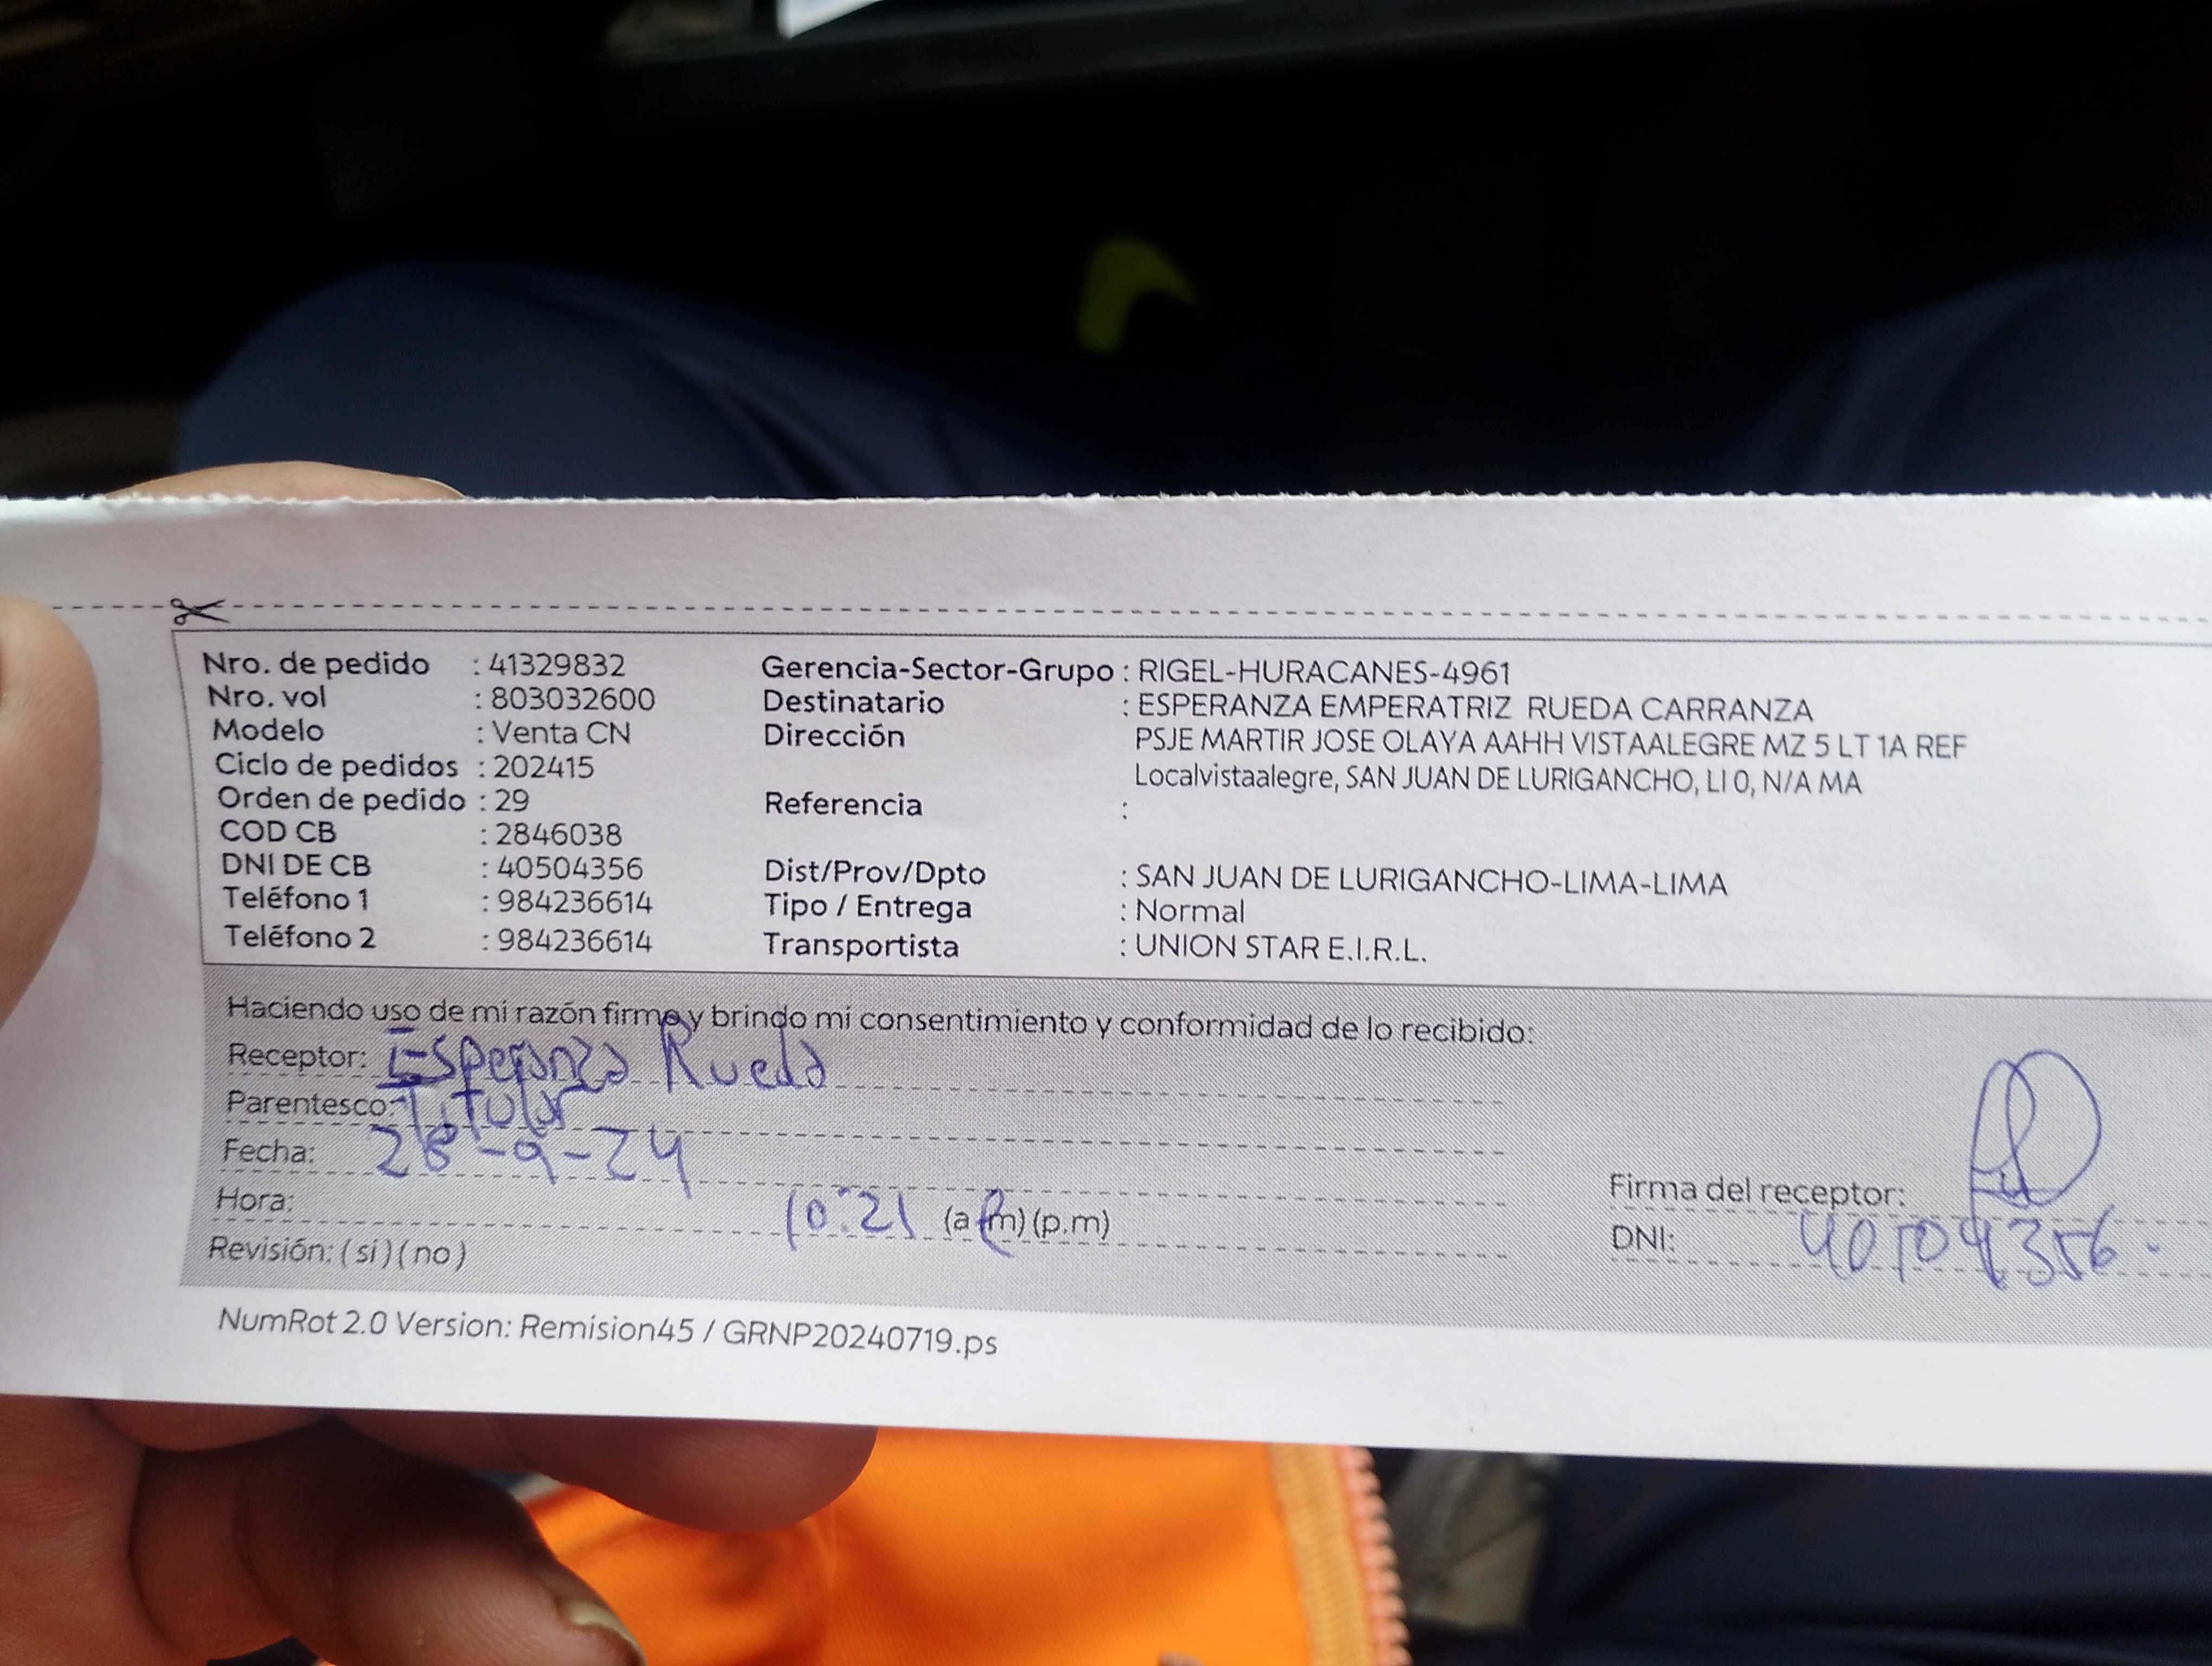 Nro. de pedido : 41329832 Gerencia-Sector-Grupo : RIGEL-HURACANES-4961
Nro. vol : 803032600 Destinatario : ESPERANZA EMPERATRIZ RUEDA CARRANZA
Modelo : Venta CN Dirección PSJE MARTIR JOSE OLAYA AAHH VISTAALEGRE MZ 5 LT 1A REF
Ciclo de pedidos : 202415 Localvistaalegre, SAN JUAN DE LURIGANCHO, LI 0, N/A MA
Orden de pedido : 29 Referencia :
COD CB : 2846038
DNI DE CB : 40504356 Dist/Prov/Dpto : SAN JUAN DE LURIGANCHO-LIMA-LIMA
Teléfono 1 : 984236614 Tipo / Entrega : Normal
Teléfono 2 : 984236614 Transportista : UNION STAR E.I.R.L.
Haciendo uso de mi razón firmo y brindo mi consentimiento y conformidad de lo recibido:
Receptor: Esperanza Rueda
Parentesco: Titular
Fecha: 28-9-24
Hora: 10:21 (a.m)(p.m) Firma del receptor:
Revisión: (si)(no) DNI: 40504356.
NumRot 2.0 Version: Remision45 / GRNP20240719.ps